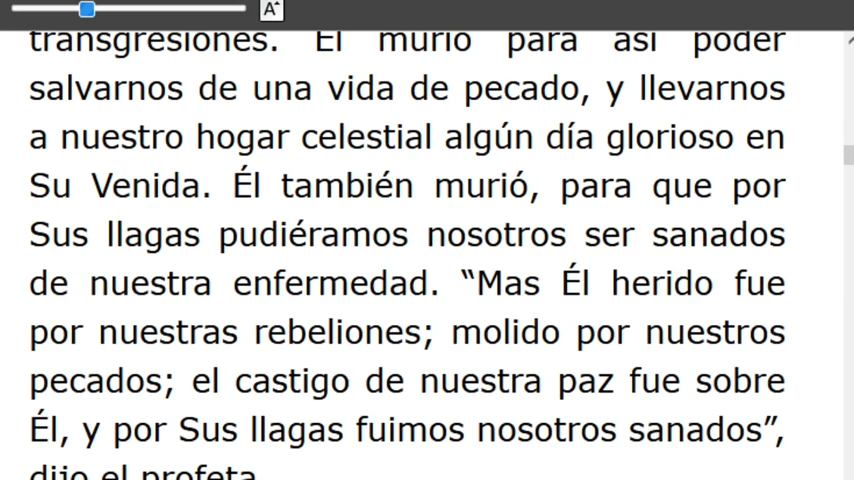 A
transgresiones. Él murió para así poder
salvarnos de una vida de pecado, y llevarnos
a nuestro hogar celestial algún día glorioso en
Su Venida. Él también murió, para que por
Sus llagas pudiéramos nosotros ser sanados
de nuestra enfermedad. “Mas Él herido fue
por nuestras rebeliones; molido por nuestros
pecados; el castigo de nuestra paz fue sobre
Él, y por Sus llagas fuimos nosotros sanados”,
dijo el profeta.